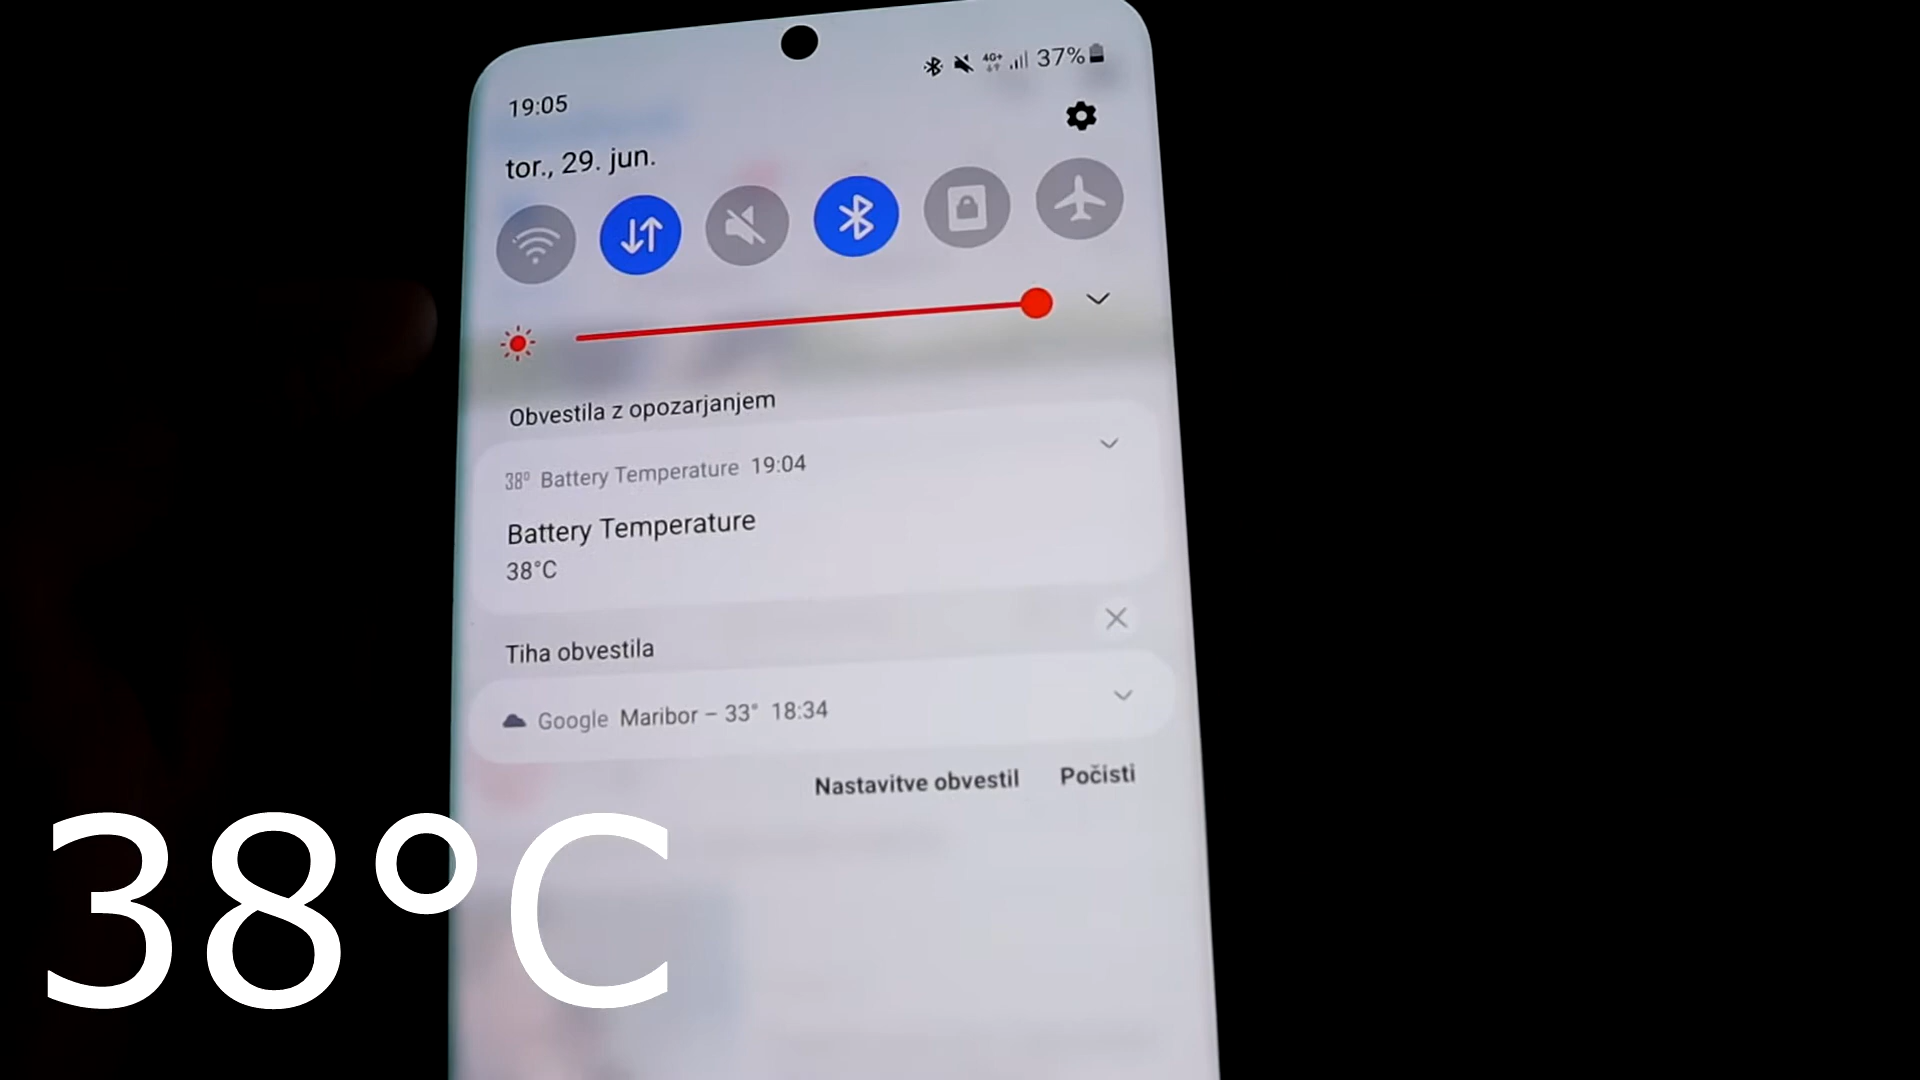 4G+ 37%
19:05
tor., 29. jun.
Obvestila z opozarjanjem
38° Battery Temperature 19:04
Battery Temperature
38°C
Tiha obvestila
Google Maribor – 33° 18:34
Nastavitve obvestil Počisti
38°C